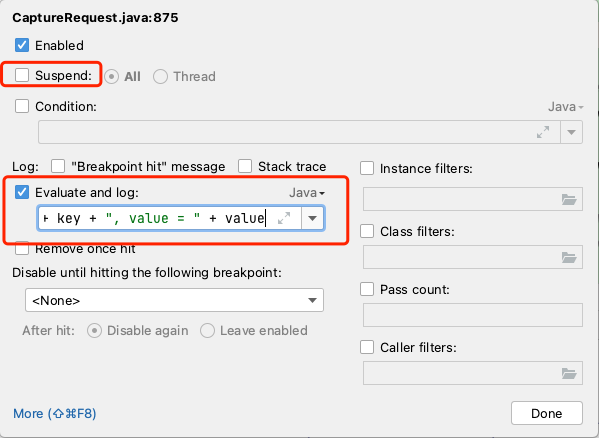 CaptureRequest.java:875
Enabled
Suspend: All Thread
Condition: Java
Log: "Breakpoint hit" message Stack trace
Evaluate and log: Java
+ key + ", value = " + value
Remove once hit
Disable until hitting the following breakpoint:
<None>
After hit: Disable again Leave enabled
Instance filters:
Class filters:
Pass count:
Caller filters:
More (⇧⌘F8)
Done